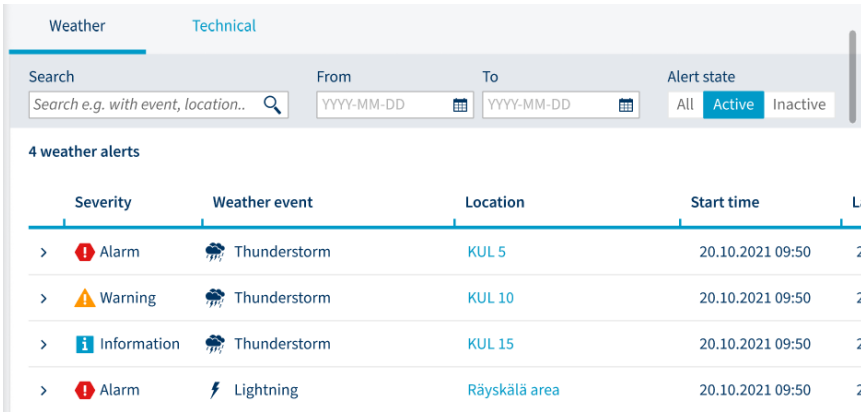 Weather Technical
Search From To Alert state
Search e.g. with event, location.. YYYY-MM-DD YYYY-MM-DD All Active Inactive
4 weather alerts
Severity Weather event Location Start time
Alarm Thunderstorm KUL 5 20.10.2021 09:50
Warning Thunderstorm KUL 10 20.10.2021 09:50
Information Thunderstorm KUL 15 20.10.2021 09:50
Alarm Lightning Räyskälä area 20.10.2021 09:50